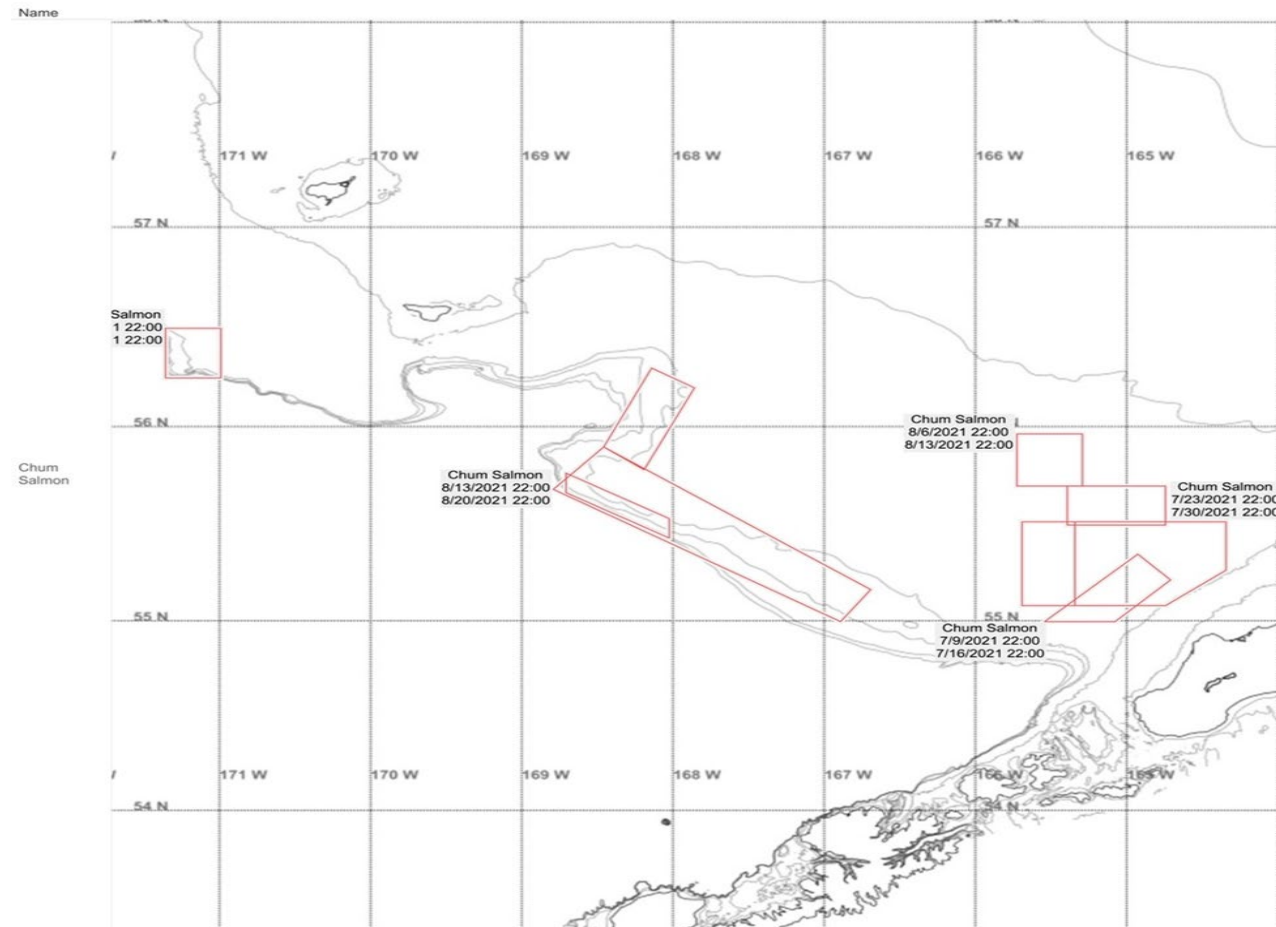 Name
171 W
170 W
169 W
168 W
167 W
166 W
165 W
57 N
57 N
Salmon
1 22:00
1 22:00
56 N
Chum Salmon
8/6/2021 22:00
8/13/2021 22:00
Chum
Salmon
Chum Salmon
8/13/2021 22:00
8/20/2021 22:00
Chum Salmon
7/23/2021 22:00
7/30/2021 22:00
55 N
55 N
Chum Salmon
7/9/2021 22:00
7/16/2021 22:00
171 W
170 W
169 W
168 W
167 W
166 W
165 W
54 N
54 N